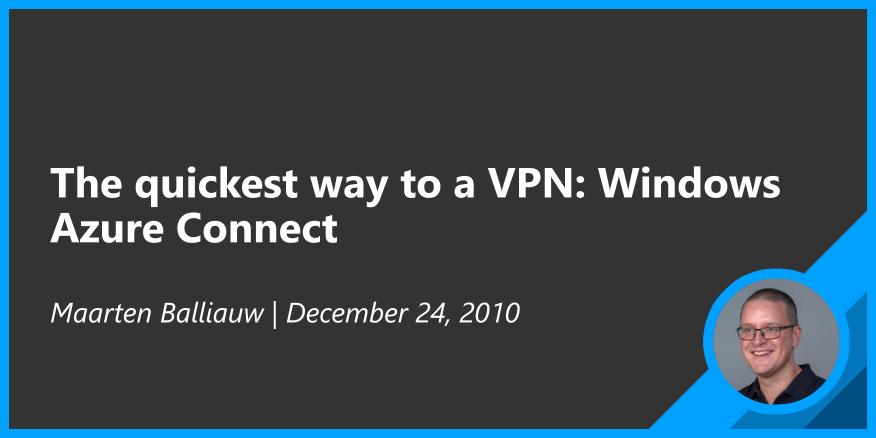 The quickest way to a VPN: Windows
Azure Connect
Maarten Balliauw | December 24, 2010